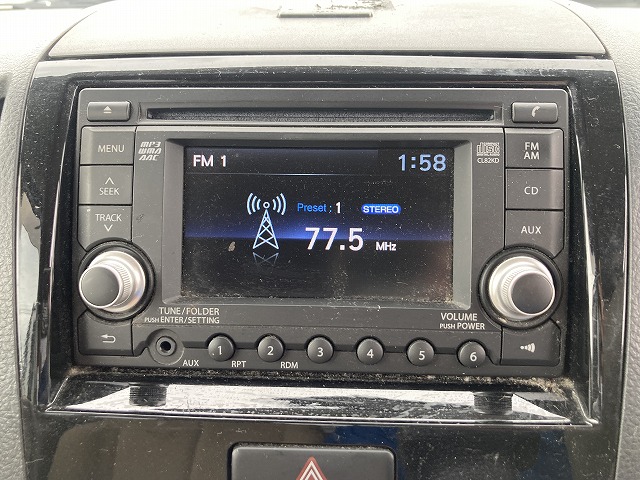 MENU
MP3
WMA
AAC
FM 1
1:58
COMPACT
disc
CL82KD
FM
AM
SEEK
Preset : 1
STEREO
CD
TRACK
77.5 MHz
AUX
TUNE/FOLDER
PUSH ENTER/SETTING
VOLUME
PUSH POWER
1 2 3 4 5 6
AUX RPT RDM